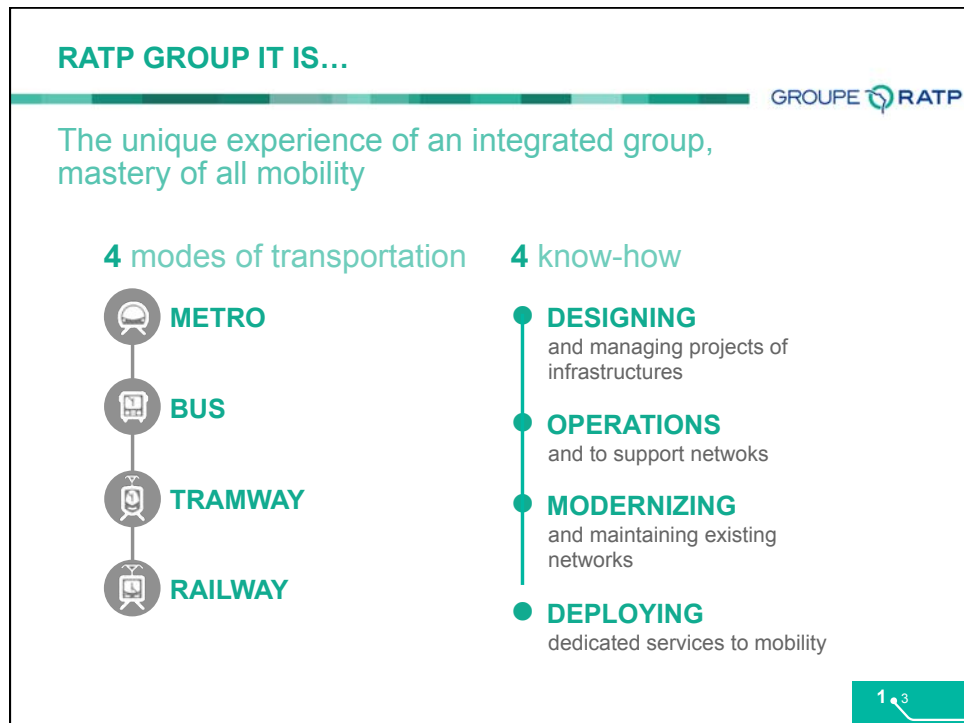 RATP GROUP IT IS…
GROUPE RATP
The unique experience of an integrated group,
mastery of all mobility
4 modes of transportation
METRO
BUS
TRAMWAY
RAILWAY
4 know-how
DESIGNING
and managing projects of
infrastructures
OPERATIONS
and to support netwoks
MODERNIZING
and maintaining existing
networks
DEPLOYING
dedicated services to mobility
1 3